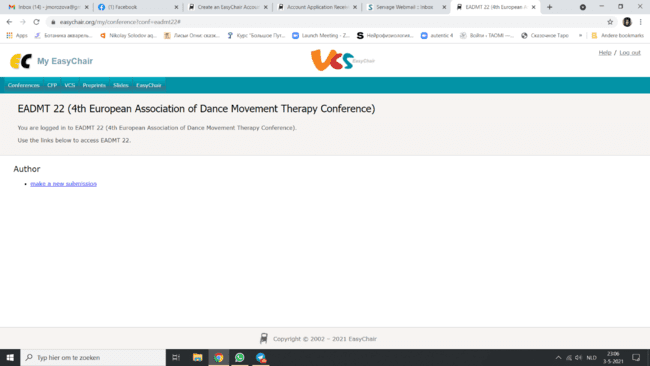 Inbox (14) - jmorozova@g
(1) Facebook
Create an EasyChair Accou
Account Application Receiv
Servage Webmail :: Inbox
EADMT 22 (4th European A
easychair.org/my/conference?conf=eadmt22#
Apps
Ботаника акварель...
Nikolay Solodov aq...
Лисьи Огни: сказк...
Курс "Большое Пут...
Launch Meeting - Z...
Нейрофизиология...
autentic 4
Войти ‹ TAOMI —...
Сказочное Таро
Andere bookmarks
My EasyChair
VCS
EasyChair
Help / Log out
Conferences CFP VCS Preprints Slides EasyChair
EADMT 22 (4th European Association of Dance Movement Therapy Conference)
You are logged in to EADMT 22 (4th European Association of Dance Movement Therapy Conference).
Use the links below to access EADMT 22.
Author
make a new submission
Copyright © 2002 – 2021 EasyChair
Typ hier om te zoeken
NLD
23:06
3-5-2021